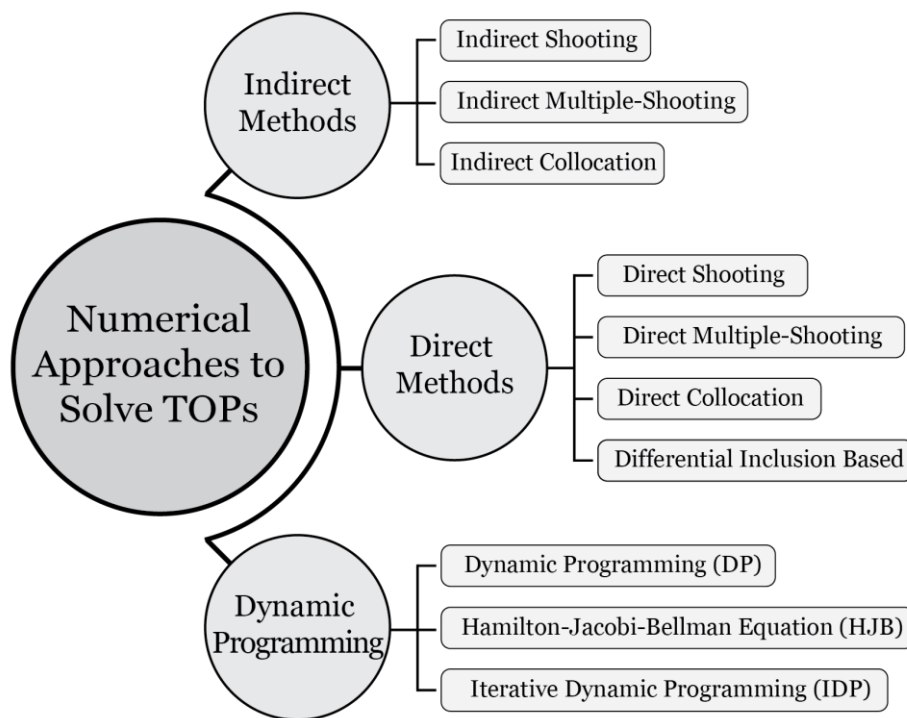 Numerical
Approaches to
Solve TOPs
Indirect
Methods
Indirect Shooting
Indirect Multiple-Shooting
Indirect Collocation
Direct
Methods
Direct Shooting
Direct Multiple-Shooting
Direct Collocation
Differential Inclusion Based
Dynamic
Programming
Dynamic Programming (DP)
Hamilton-Jacobi-Bellman Equation (HJB)
Iterative Dynamic Programming (IDP)